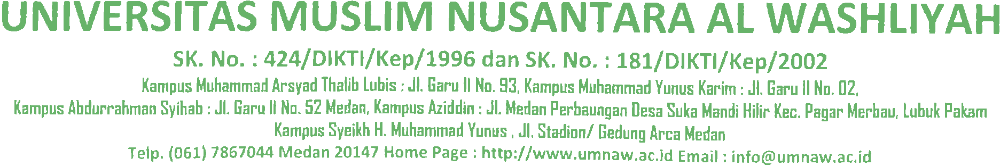 UNIVERSITAS MUSLIM NUSANTARA AL WASHLIYAH
SK. No. : 424/DIKTI/Kep/1996 dan SK. No. : 181/DIKTI/Kep/2002
Kampus Muhammad Arsyad Thalib Lubis : Jl. Garu II No. 93, Kampus Muhammad Yunus Karim : Jl. Garu II No. 02,
Kampus Abdurrahman Syihab : Jl. Garu II No. 52 Medan, Kampus Aziddin : Jl. Medan Perbaungan Desa Suka Mandi Hilir Kec. Pagar Merbau, Lubuk Pakam
Kampus Syeikh H. Muhammad Yunus , Jl. Stadion/ Gedung Arca Medan
Telp. (061) 7867044 Medan 20147 Home Page : http://www.umnaw.ac.id Email : info@umnaw.ac.id